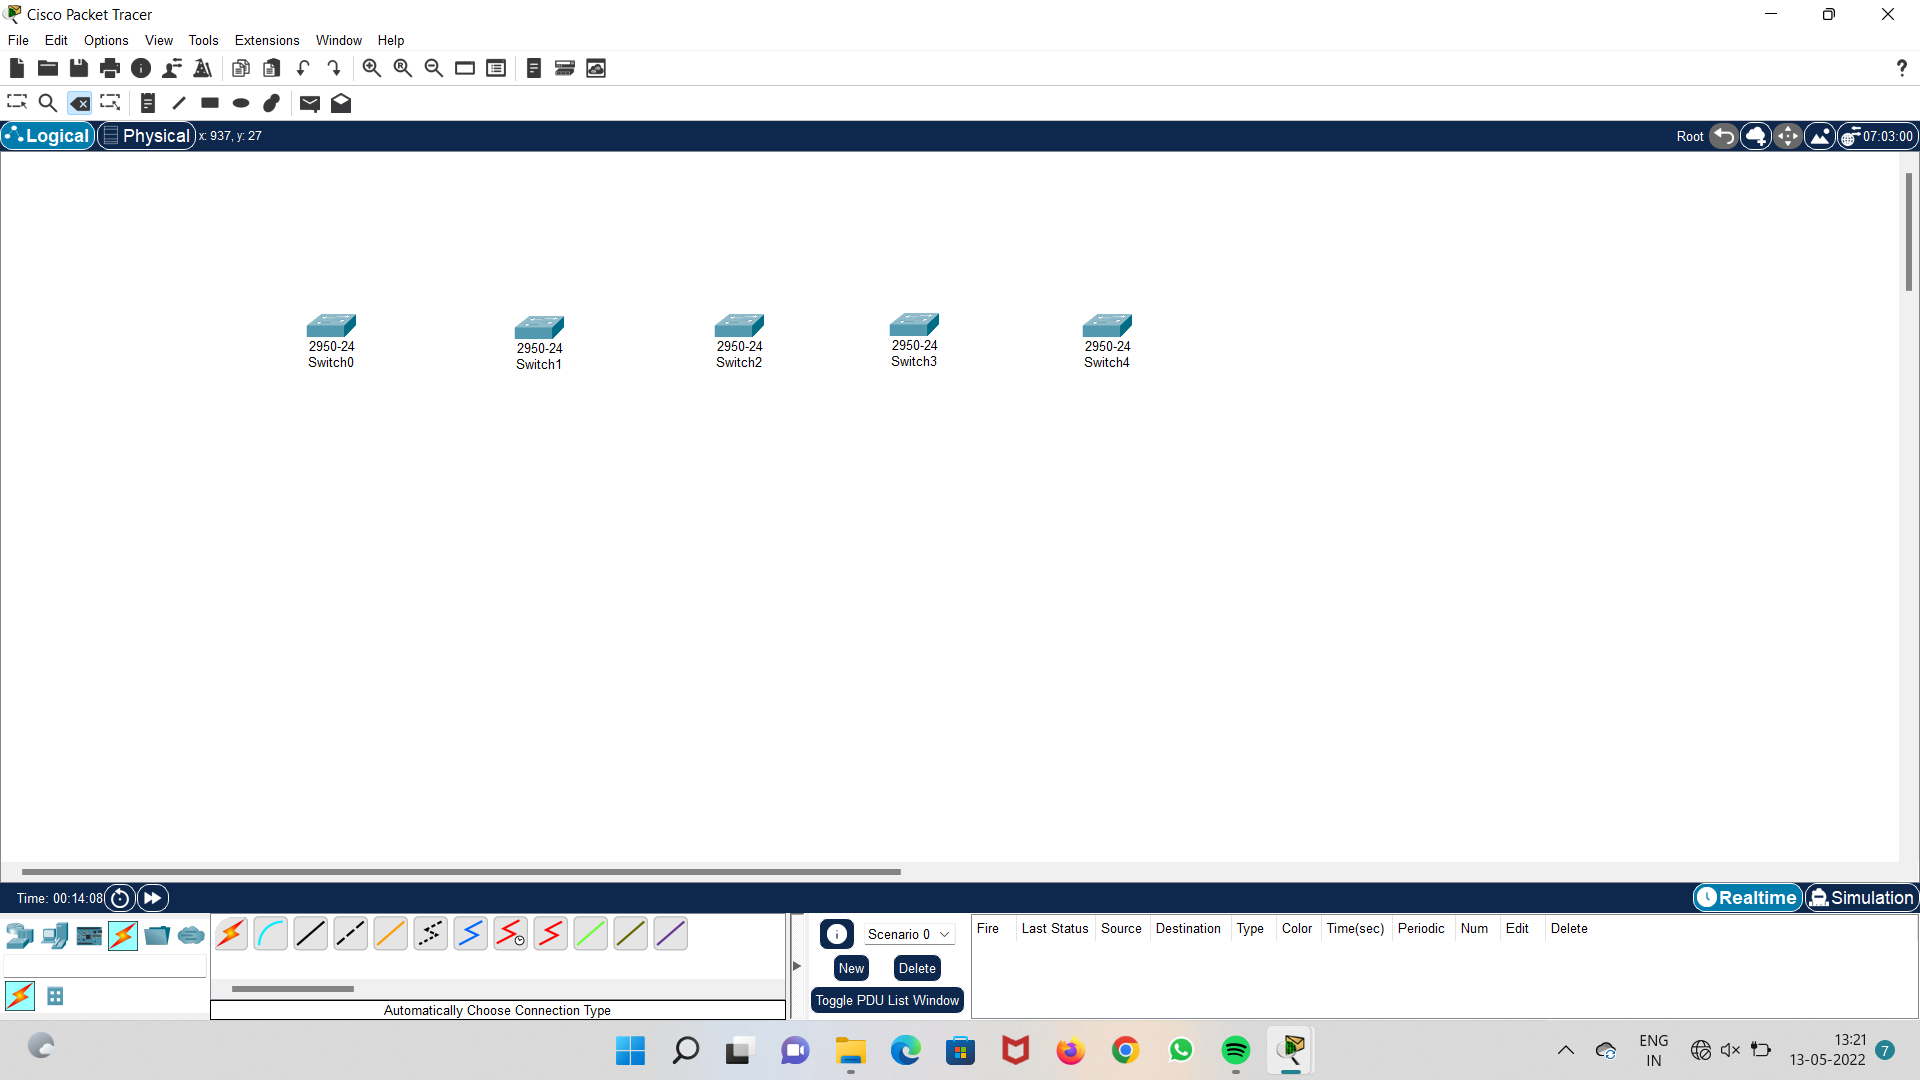 Cisco Packet Tracer
File Edit Options View Tools Extensions Window Help
?
Logical Physical x: 937, y: 27 Root 07:03:00
2950-24 2950-24 2950-24 2950-24 2950-24
Switch0 Switch1 Switch2 Switch3 Switch4
Time: 00:14:08 Realtime Simulation
Scenario 0 Fire Last Status Source Destination Type Color Time(sec) Periodic Num Edit Delete
New Delete
Toggle PDU List Window
Automatically Choose Connection Type
ENG 13:21
IN 13-05-2022 7